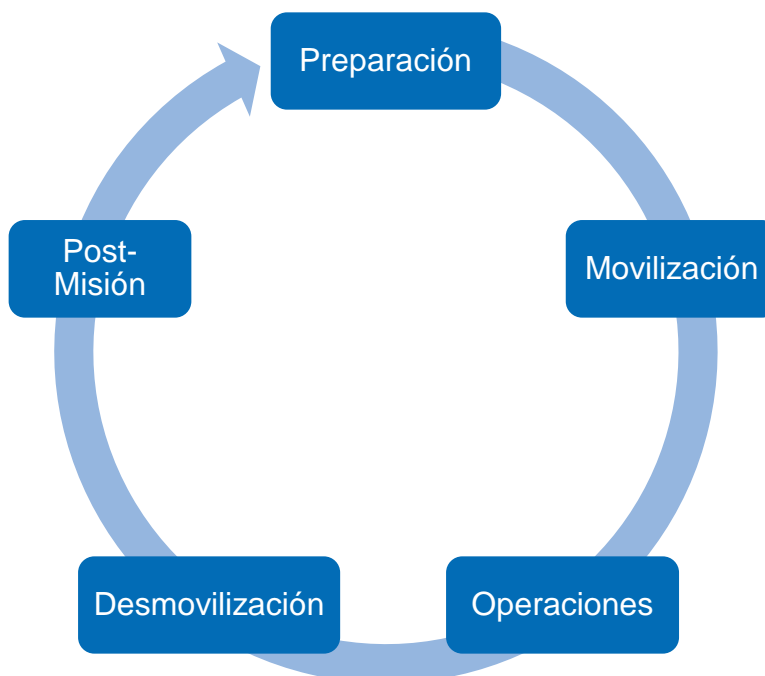 Preparación
Movilización
Operaciones
Desmovilización
Post-
Misión